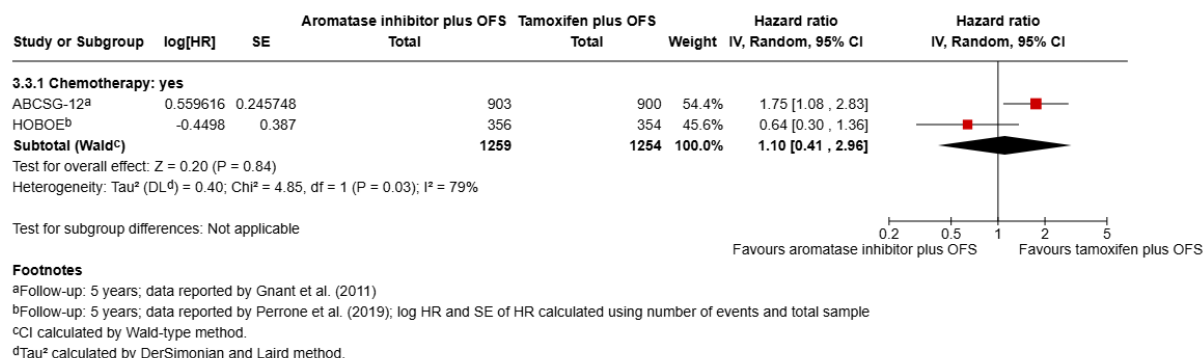 Aromatase inhibitor plus OFS Tamoxifen plus OFS Hazard ratio Hazard ratio
Study or Subgroup log[HR] SE Total Total Weight IV, Random, 95% CI IV, Random, 95% CI
3.3.1 Chemotherapy: yes
ABCSG-12ᵃ 0.559616 0.245748 903 900 54.4% 1.75 [1.08 , 2.83]
HOBOEᵇ -0.4498 0.387 356 354 45.6% 0.64 [0.30 , 1.36]
Subtotal (Waldᶜ) 1259 1254 100.0% 1.10 [0.41 , 2.96]
Test for overall effect: Z = 0.20 (P = 0.84)
Heterogeneity: Tau² (DLᵈ) = 0.40; Chi² = 4.85, df = 1 (P = 0.03); I² = 79%
Test for subgroup differences: Not applicable
0.2 0.5 1 2 5
Favours aromatase inhibitor plus OFS Favours tamoxifen plus OFS
Footnotes
ᵃFollow-up: 5 years; data reported by Gnant et al. (2011)
ᵇFollow-up: 5 years; data reported by Perrone et al. (2019); log HR and SE of HR calculated using number of events and total sample
ᶜCI calculated by Wald-type method.
ᵈTau² calculated by DerSimonian and Laird method.